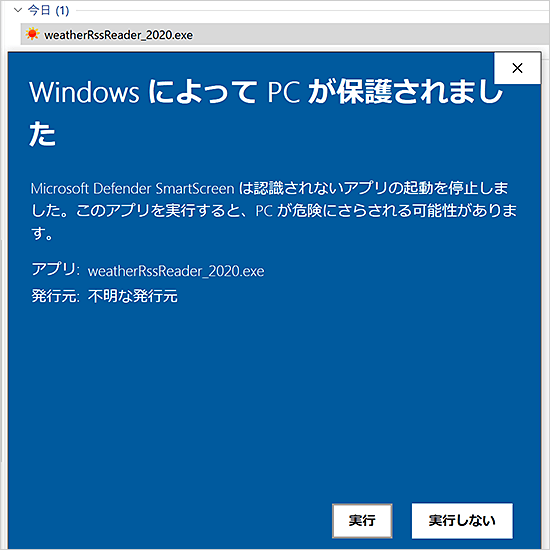 今日 (1)
weatherRssReader_2020.exe
Windows によって PC が保護されまし
た
Microsoft Defender SmartScreen は認識されないアプリの起動を停止しま
した。このアプリを実行すると、PC が危険にさらされる可能性がありま
す。
アプリ: weatherRssReader_2020.exe
発行元: 不明な発行元
実行 実行しない